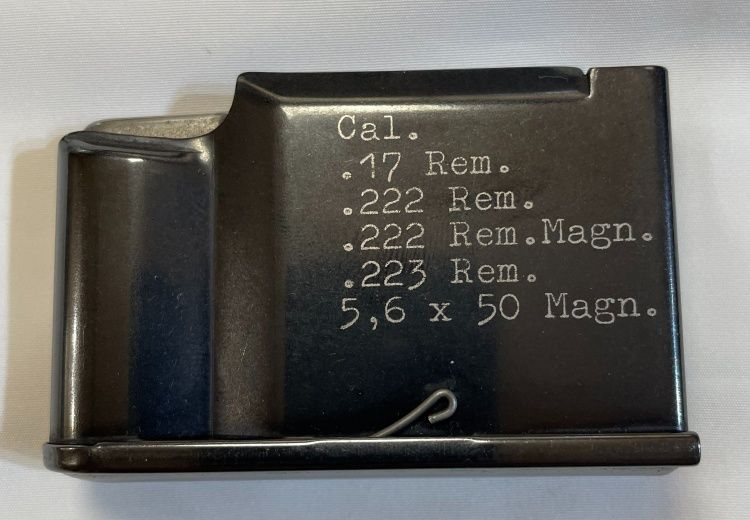 Cal.
.17 Rem.
.222 Rem.
.222 Rem.Magn.
.223 Rem.
5,6 x 50 Magn.